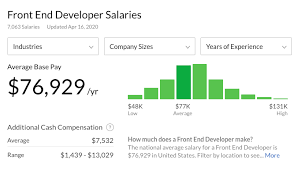 Front End Developer Salaries
7,063 Salaries Updated Apr 16, 2020
Industries
Company Sizes
Years of Experience
Average Base Pay
$76,929 /yr
$48K
Low
$77K
Average
$131K
High
Additional Cash Compensation ?
Average $7,532
Range $1,439 - $13,029
How much does a Front End Developer make?
The national average salary for a Front End Developer is
$76,929 in United States. Filter by location to see... More